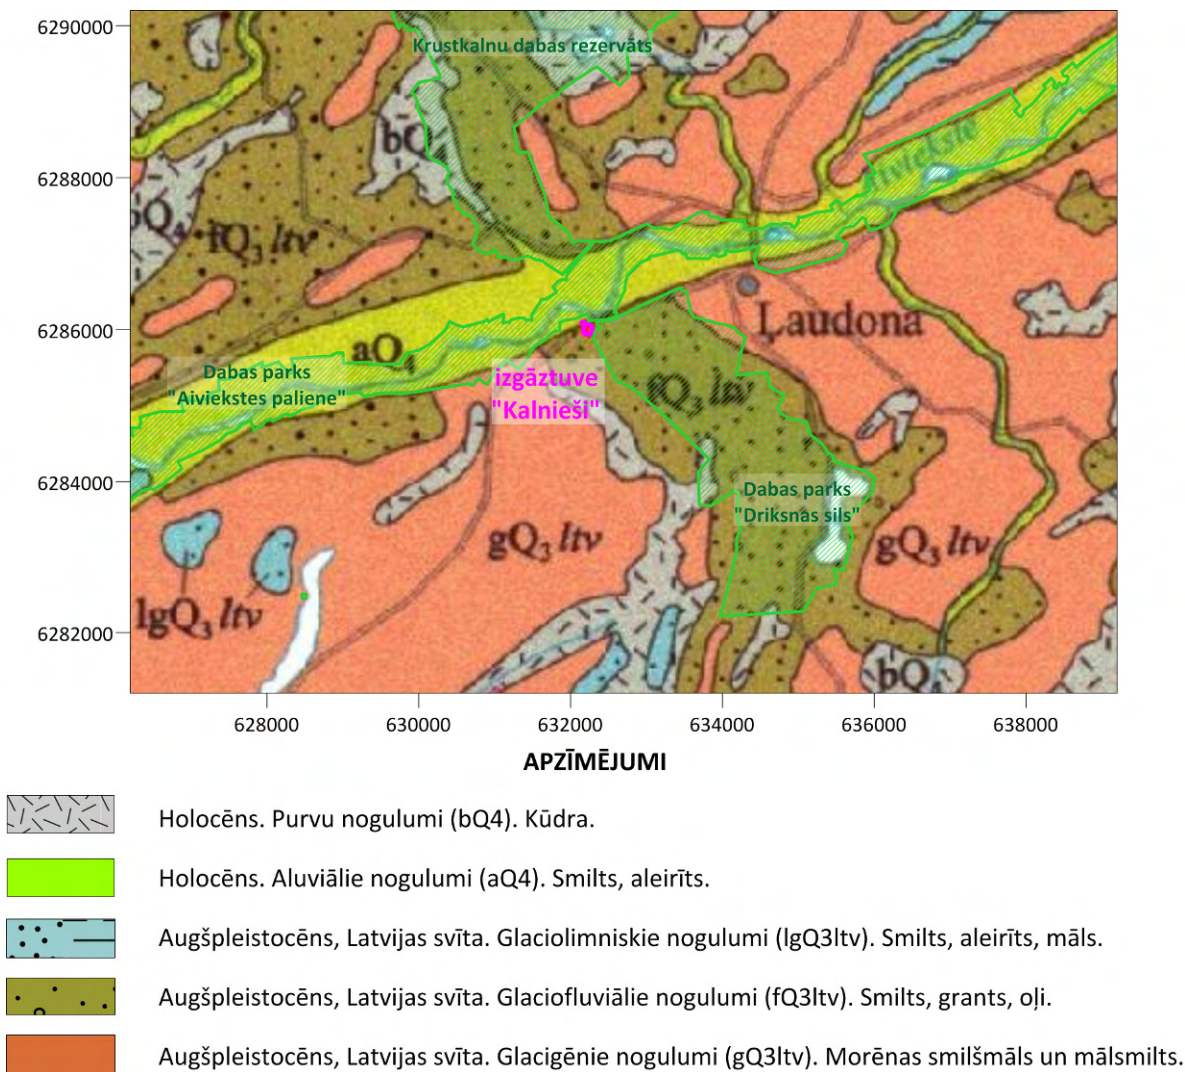 6290000
Krustkalnu dabas rezervāts
bQ
Aiviekste
6288000
bQ4
fQ3 ltv
6286000
Ļaudona
aQ
Dabas parks
"Aiviekstes paliene"
izgāztuve
"Kalnieši"
fQ3 ltv
6284000
Dabas parks
"Driksnas sils"
gQ3 ltv
gQ3 ltv
lgQ3 ltv
6282000
bQ4
628000
630000
632000
634000
636000
638000
APZĪMĒJUMI
Holocēns. Purvu nogulumi (bQ4). Kūdra.
Holocēns. Aluviālie nogulumi (aQ4). Smilts, aleirīts.
Augšpleistocēns, Latvijas svīta. Glaciolimniskie nogulumi (lgQ3ltv). Smilts, aleirīts, māls.
Augšpleistocēns, Latvijas svīta. Glaciofluviālie nogulumi (fQ3ltv). Smilts, grants, oļi.
Augšpleistocēns, Latvijas svīta. Glacigēnie nogulumi (gQ3ltv). Morēnas smilšmāls un mālsmilts.